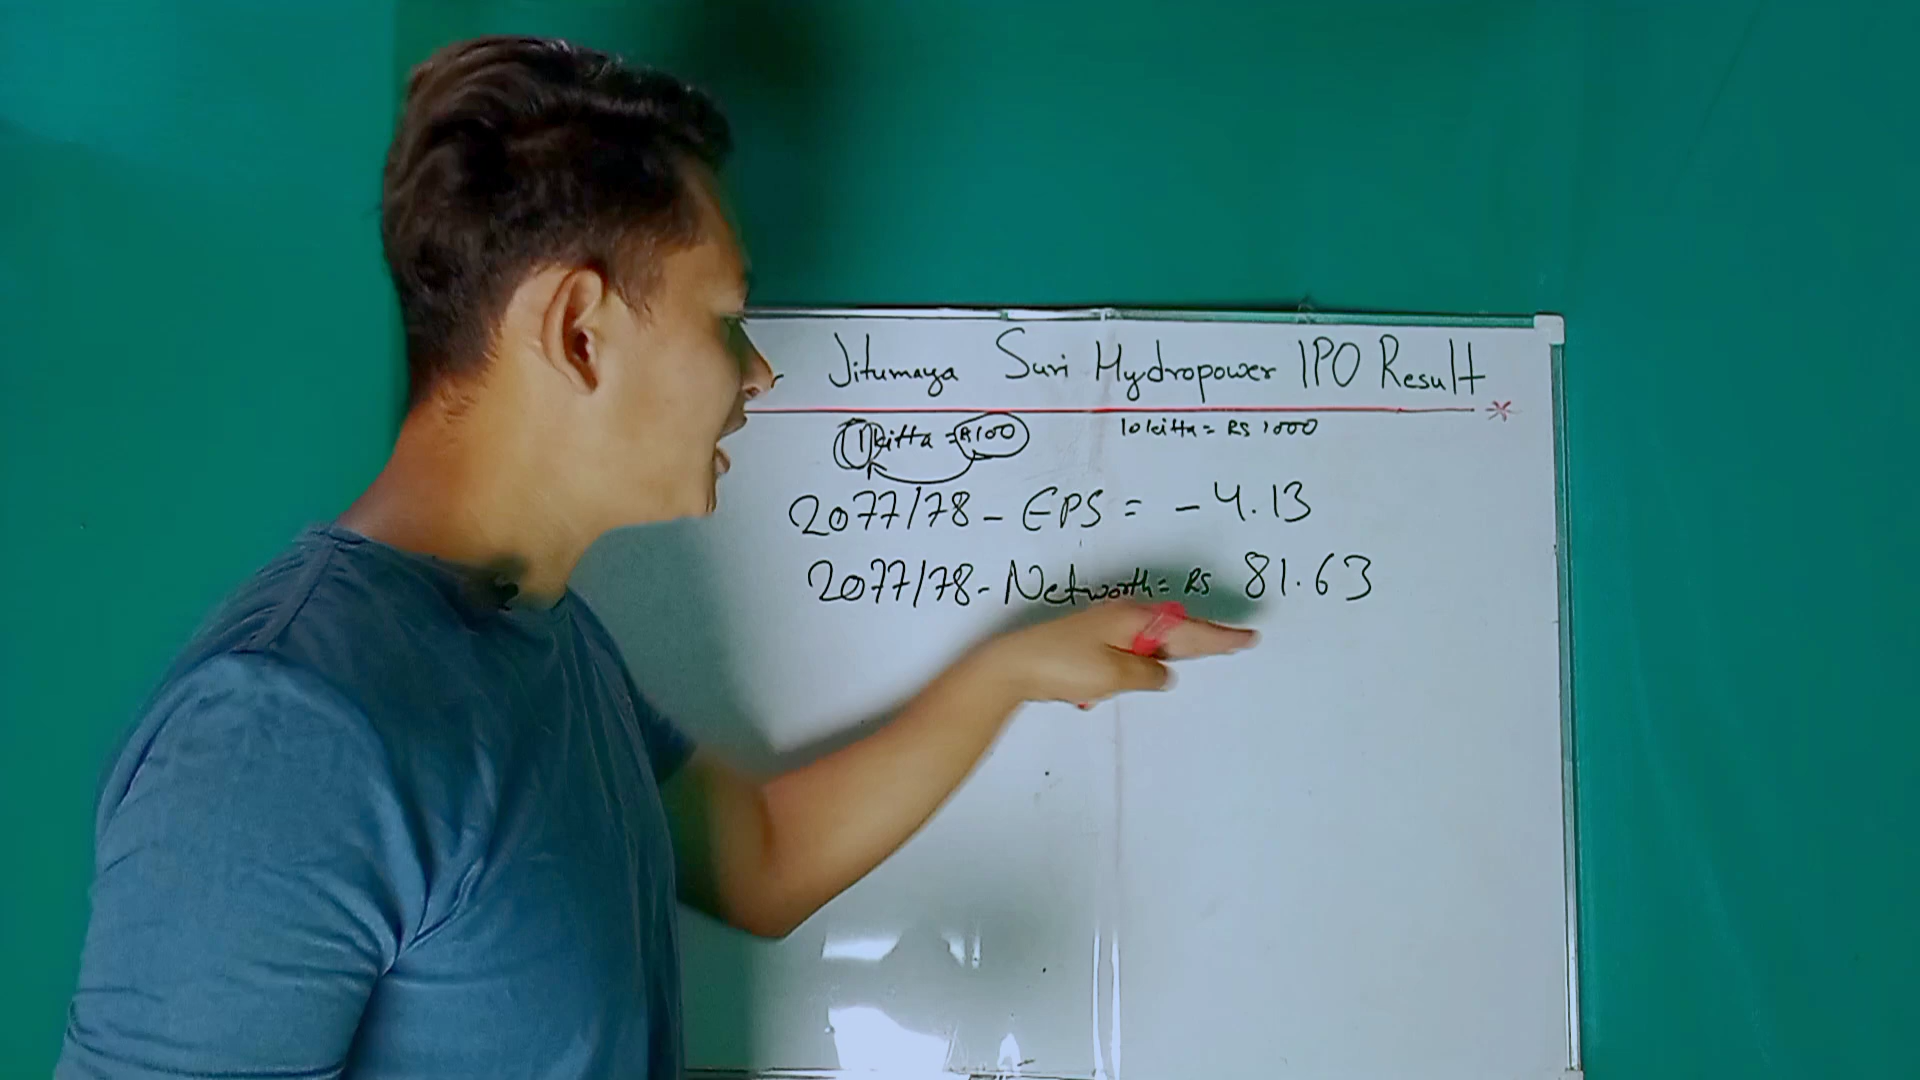 Jitumaya Suri Hydropower IPO Result
1 kitta = Rs 100 10 kitta = Rs 1000
2077/78 - EPS = - 4.13
2077/78 - Networth = Rs 81.63